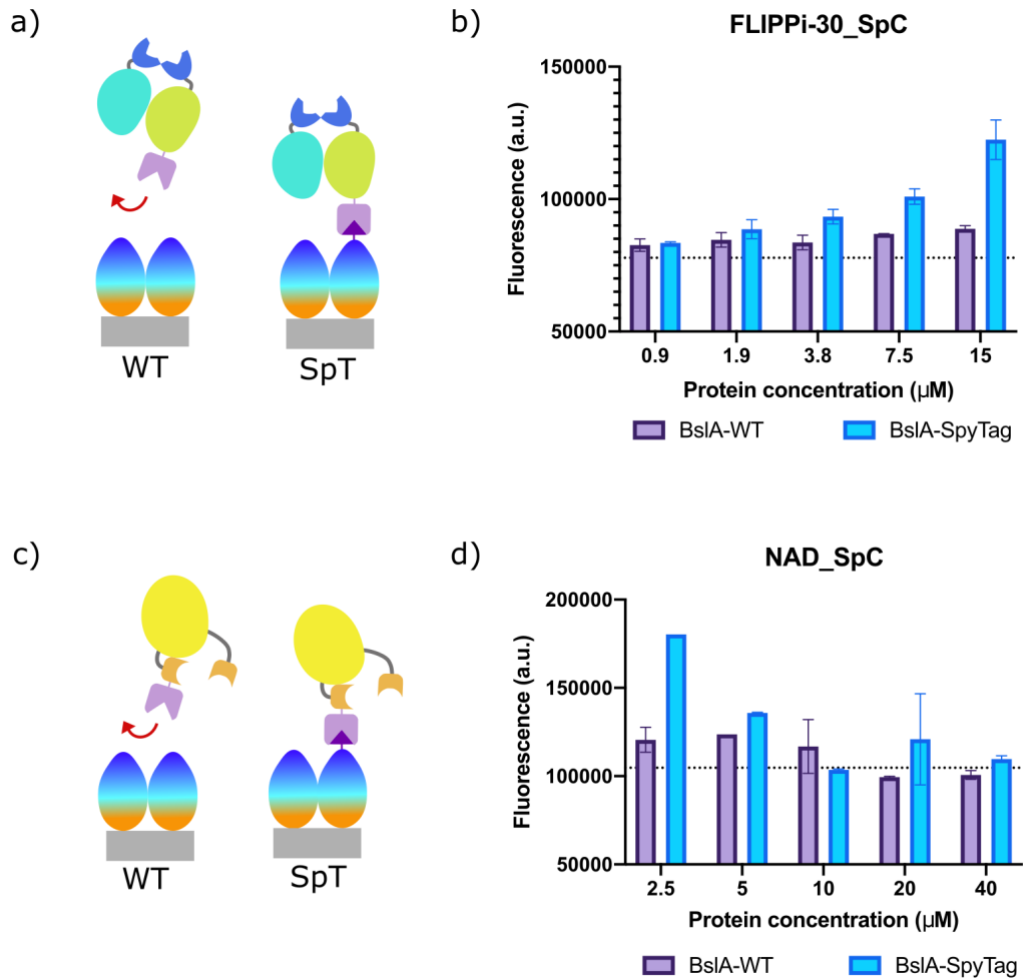 a)
WT
SpT
b)
FLIPPi-30_SpC
Fluorescence (a.u.)
150000
100000
50000
0.9 1.9 3.8 7.5 15
Protein concentration (µM)
BslA-WT BslA-SpyTag
c)
WT
SpT
d)
NAD_SpC
Fluorescence (a.u.)
200000
150000
100000
50000
2.5 5 10 20 40
Protein concentration (µM)
BslA-WT BslA-SpyTag